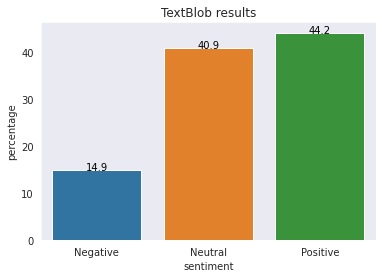 TextBlob results
percentage
40
30
20
10
0
14.9
40.9
44.2
Negative
Neutral
Positive
sentiment